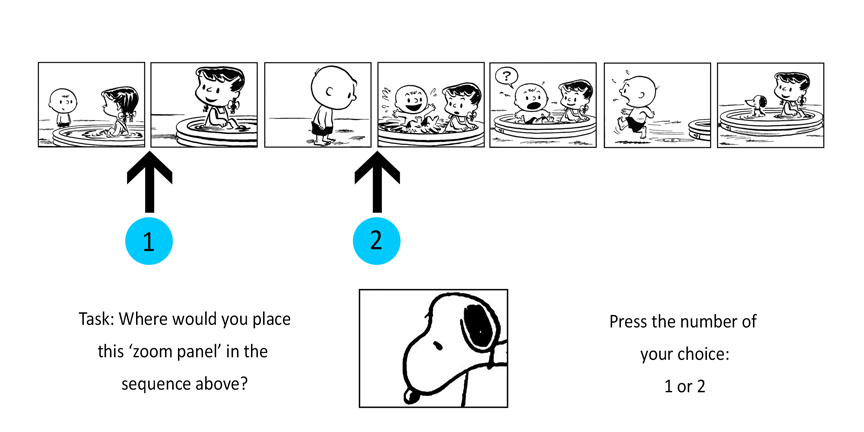 ?
1
2
Task: Where would you place
this ‘zoom panel’ in the
sequence above?
Press the number of
your choice:
1 or 2